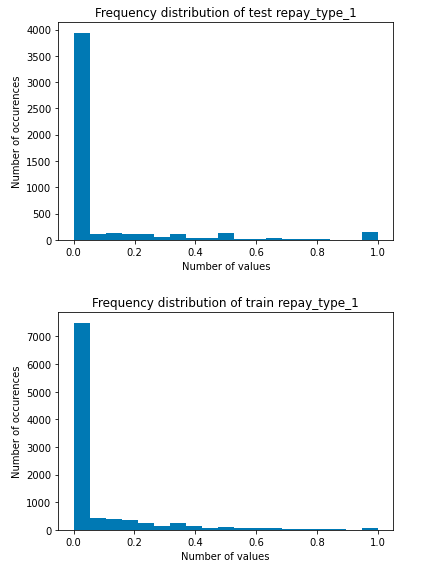 Frequency distribution of test repay_type_1
4000
3500
3000
2500
2000
1500
1000
500
0
Number of occurences
0.0 0.2 0.4 0.6 0.8 1.0
Number of values
Frequency distribution of train repay_type_1
7000
6000
5000
4000
3000
2000
1000
0
Number of occurences
0.0 0.2 0.4 0.6 0.8 1.0
Number of values